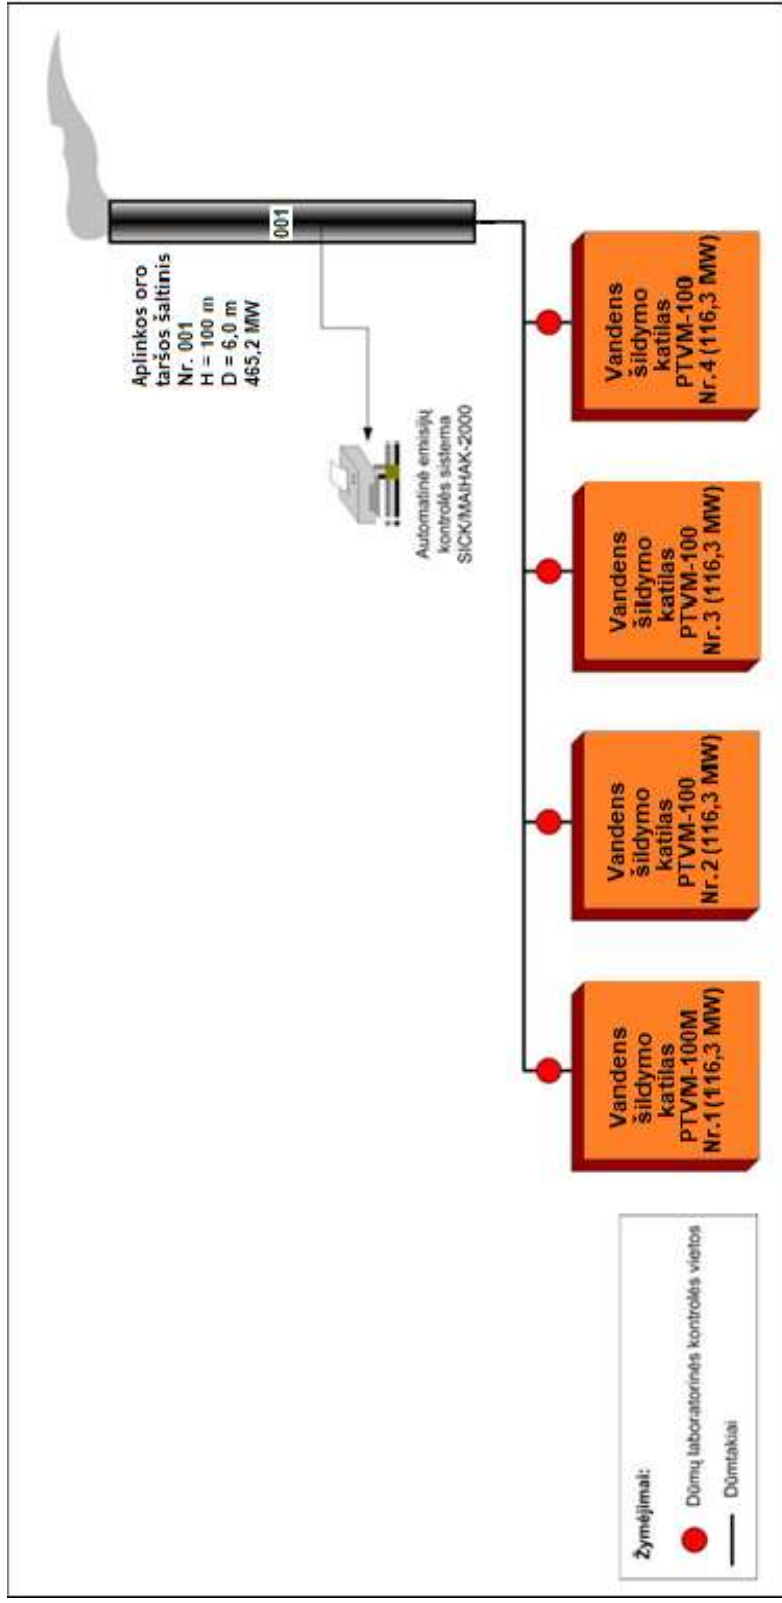 001
Aplinkos oro
taršos šaltinis
Nr. 001
H = 100 m
D = 6,0 m
465,2 MW
Automatinė emisijų
kontrolės sistema
SICK/MAIHAK-2000
Vandens
šildymo
katilas
PTVM-100M
Nr.1 (116,3 MW)
Vandens
šildymo
katilas
PTVM-100
Nr.2 (116,3 MW)
Vandens
šildymo
katilas
PTVM-100
Nr.3 (116,3 MW)
Vandens
šildymo
katilas
PTVM-100
Nr.4 (116,3 MW)
Žymėjimai:
Dūmų laboratorinės kontrolės vietos
Dūmtakiai